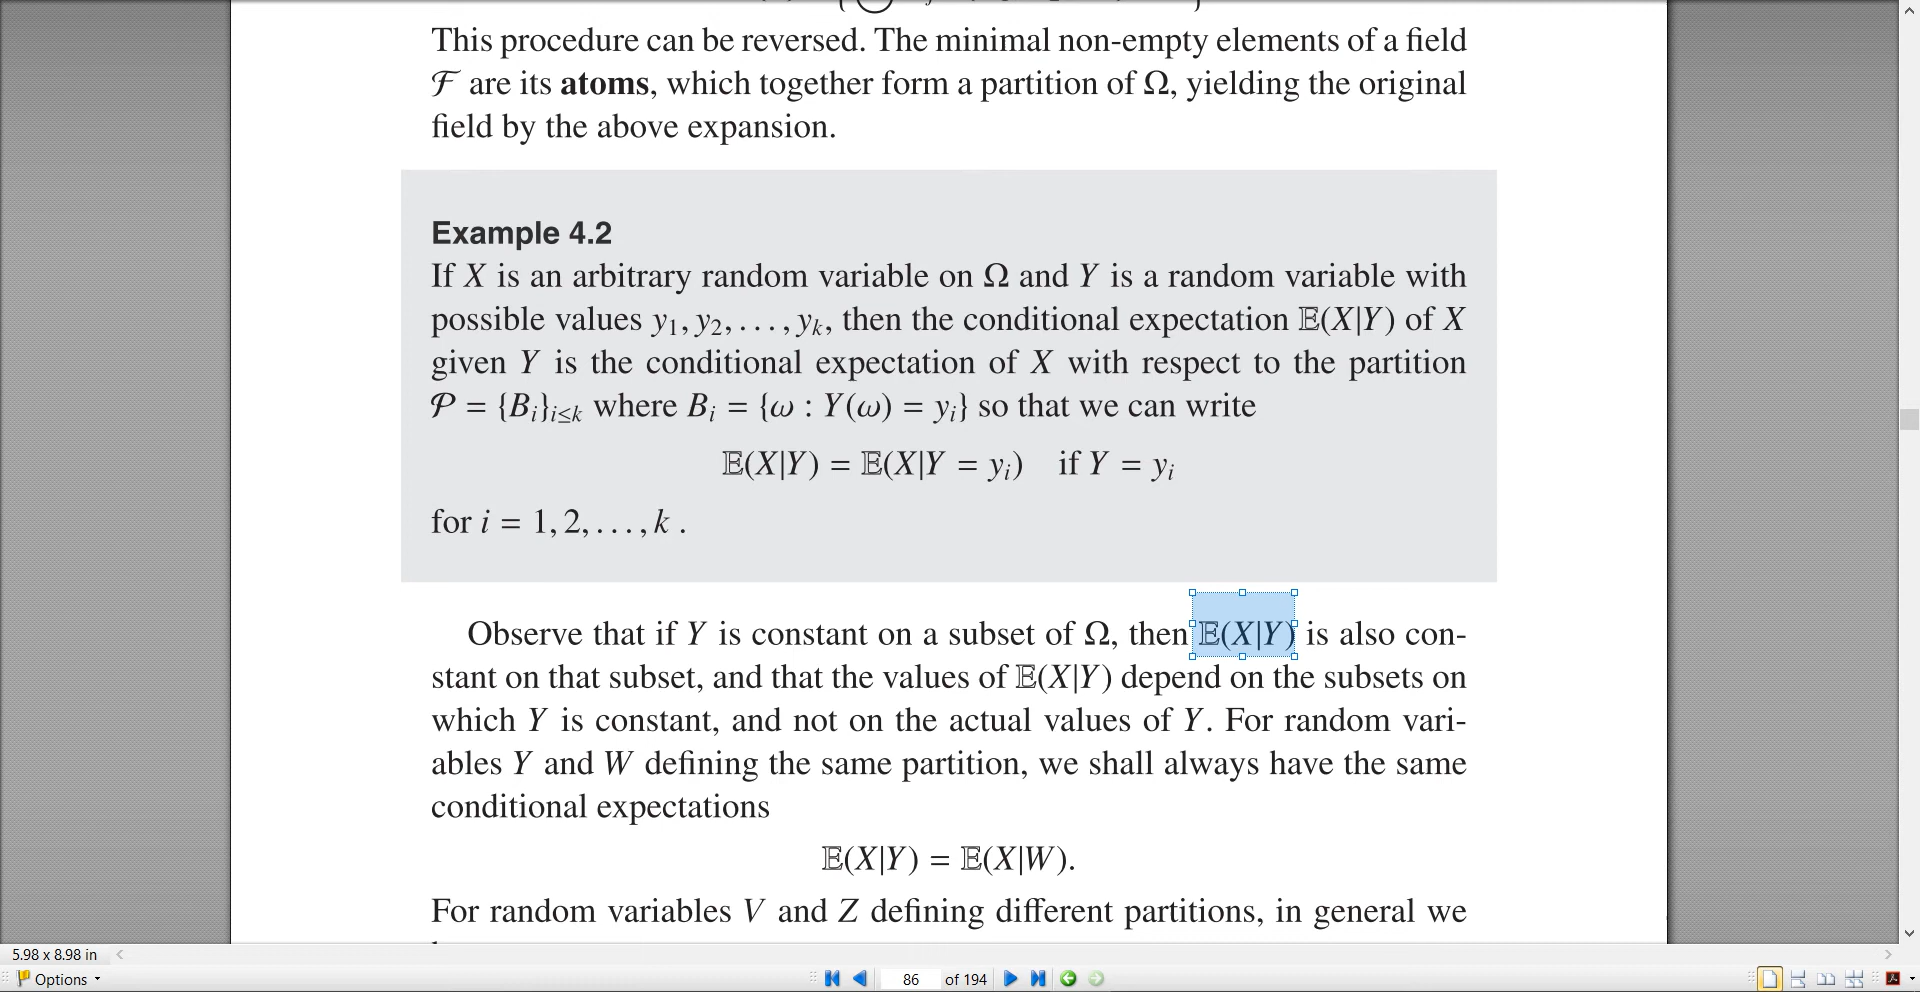 This procedure can be reversed. The minimal non-empty elements of a field
ℱ are its atoms, which together form a partition of Ω, yielding the original
field by the above expansion.
Example 4.2
If X is an arbitrary random variable on Ω and Y is a random variable with
possible values y₁, y₂, . . . , yₖ, then the conditional expectation 𝔼(X|Y) of X
given Y is the conditional expectation of X with respect to the partition
𝒫 = {Bᵢ}ᵢ≤ₖ where Bᵢ = {ω : Y(ω) = yᵢ} so that we can write
𝔼(X|Y) = 𝔼(X|Y = yᵢ) if Y = yᵢ
for i = 1, 2, . . . , k .
Observe that if Y is constant on a subset of Ω, then 𝔼(X|Y) is also con-
stant on that subset, and that the values of 𝔼(X|Y) depend on the subsets on
which Y is constant, and not on the actual values of Y. For random vari-
ables Y and W defining the same partition, we shall always have the same
conditional expectations
𝔼(X|Y) = 𝔼(X|W).
For random variables V and Z defining different partitions, in general we
5.98 x 8.98 in
Options
86 of 194